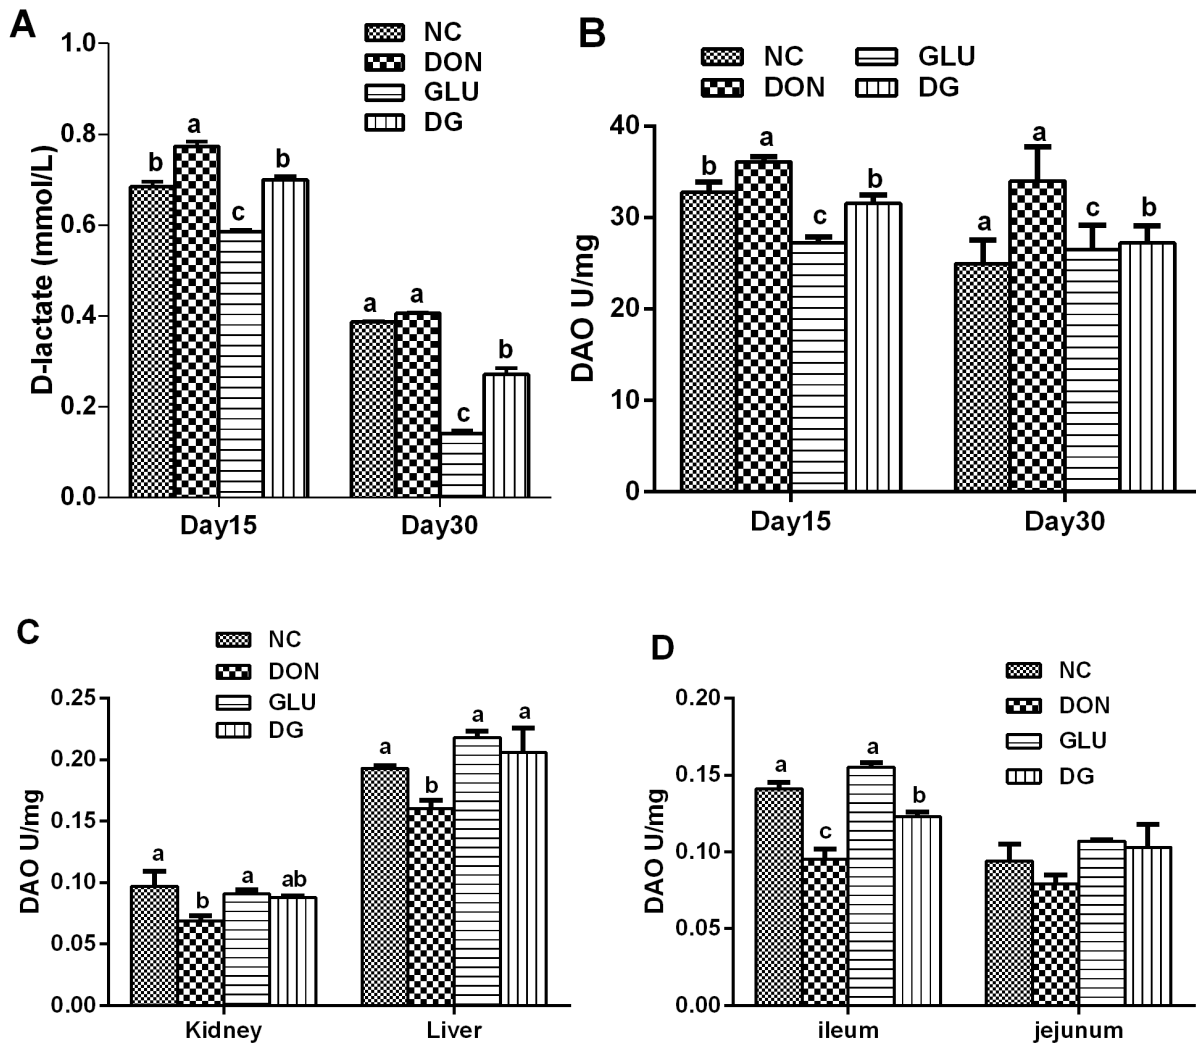 A
NC
DON
GLU
DG
1.0
0.8
0.6
0.4
0.2
0.0
D-lactate (mmol/L)
b
a
c
b
a
a
c
b
Day15
Day30
B
NC
GLU
DON
DG
40
30
20
10
0
DAO U/mg
b
a
c
b
a
a
c
b
Day15
Day30
C
NC
DON
GLU
DG
0.25
0.20
0.15
0.10
0.05
0.00
DAO U/mg
a
b
a
ab
a
b
a
a
Kidney
Liver
D
NC
DON
GLU
DG
0.20
0.15
0.10
0.05
0.00
DAO U/mg
a
c
a
b
ileum
jejunum